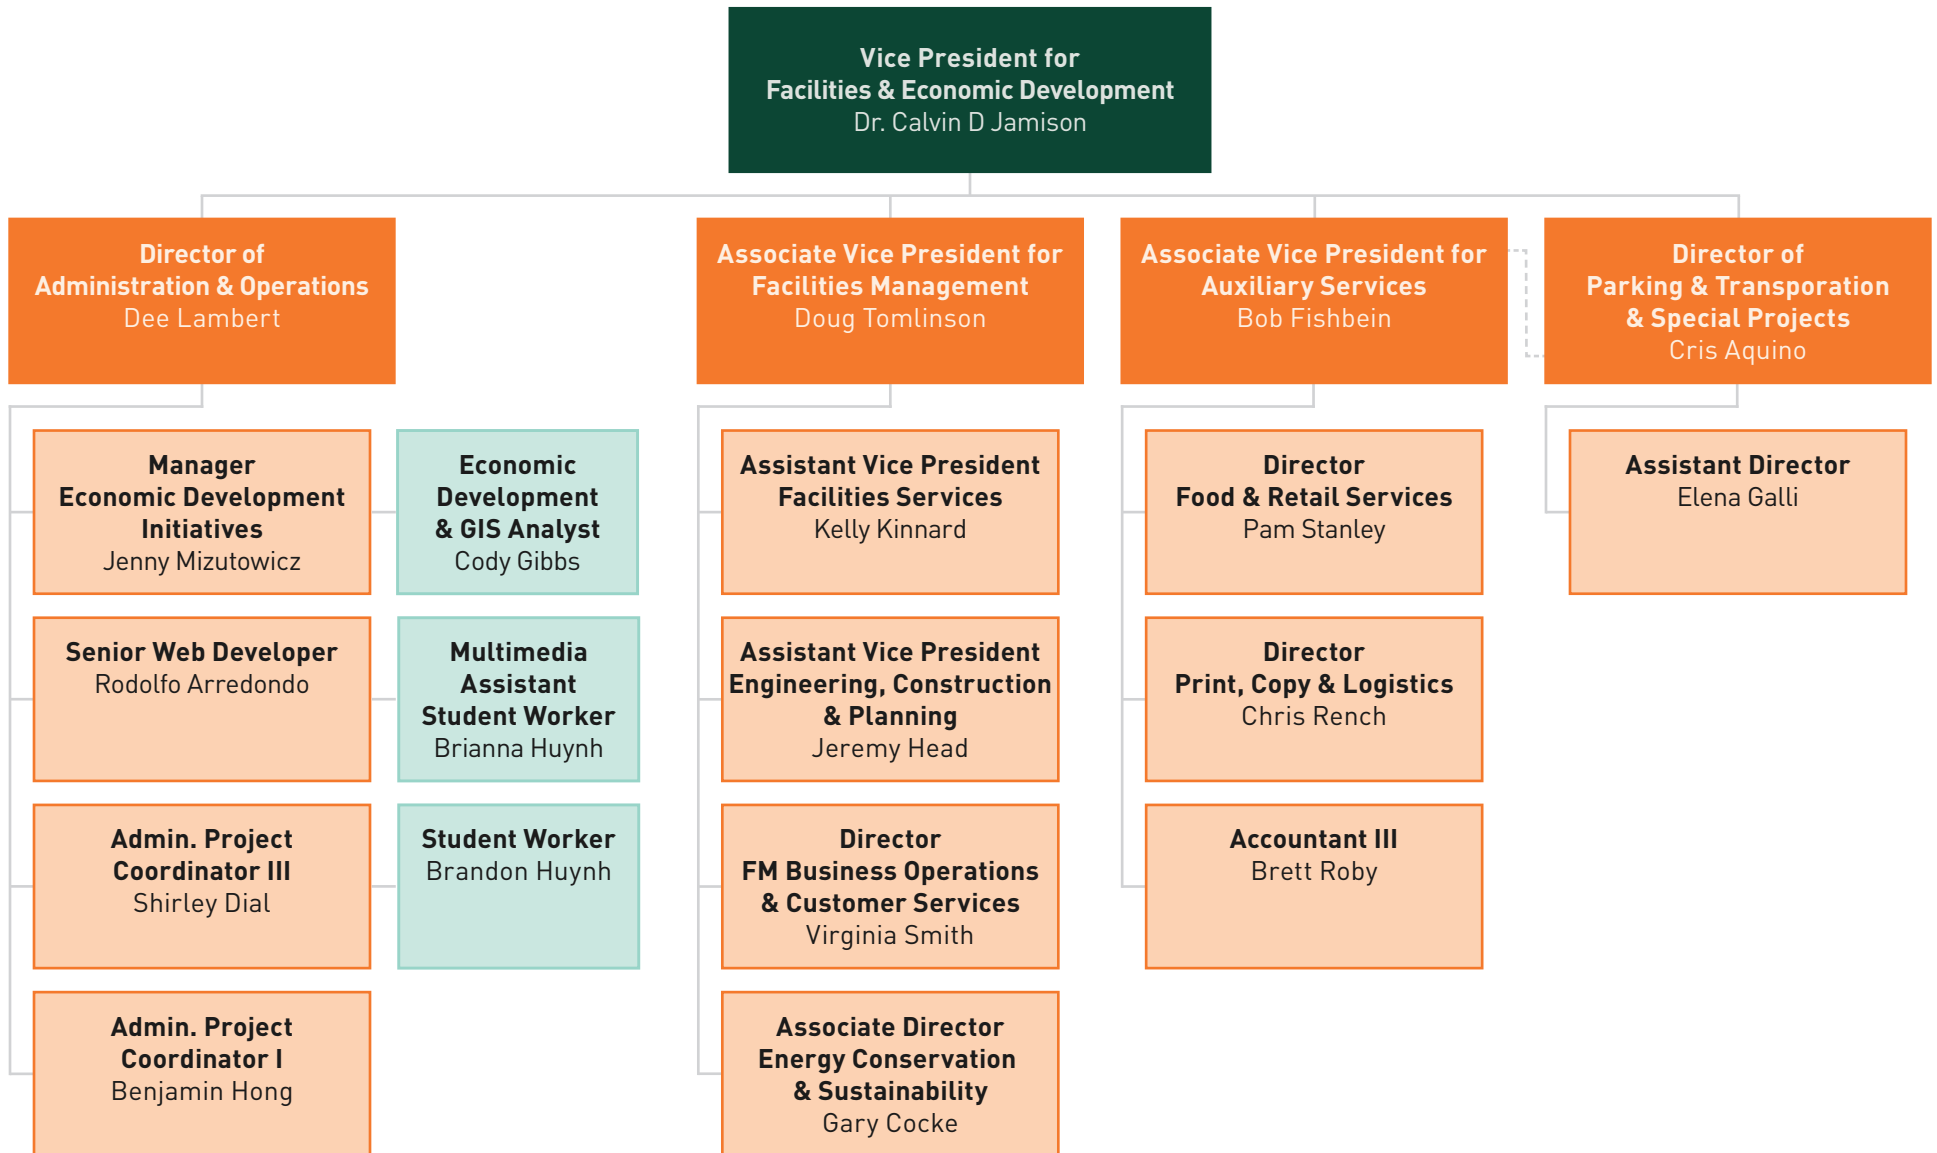 Vice President for
Facilities & Economic Development
Dr. Calvin D Jamison
Director of
Administration & Operations
Dee Lambert
Associate Vice President for
Facilities Management
Doug Tomlinson
Associate Vice President for
Auxiliary Services
Bob Fishbein
Director of
Parking & Transporation
& Special Projects
Cris Aquino
Manager
Economic Development
Initiatives
Jenny Mizutowicz
Economic
Development
& GIS Analyst
Cody Gibbs
Assistant Vice President
Facilities Services
Kelly Kinnard
Director
Food & Retail Services
Pam Stanley
Assistant Director
Elena Galli
Senior Web Developer
Rodolfo Arredondo
Multimedia
Assistant
Student Worker
Brianna Huynh
Assistant Vice President
Engineering, Construction
& Planning
Jeremy Head
Director
Print, Copy & Logistics
Chris Rench
Admin. Project
Coordinator III
Shirley Dial
Student Worker
Brandon Huynh
Director
FM Business Operations
& Customer Services
Virginia Smith
Accountant III
Brett Roby
Admin. Project
Coordinator I
Benjamin Hong
Associate Director
Energy Conservation
& Sustainability
Gary Cocke